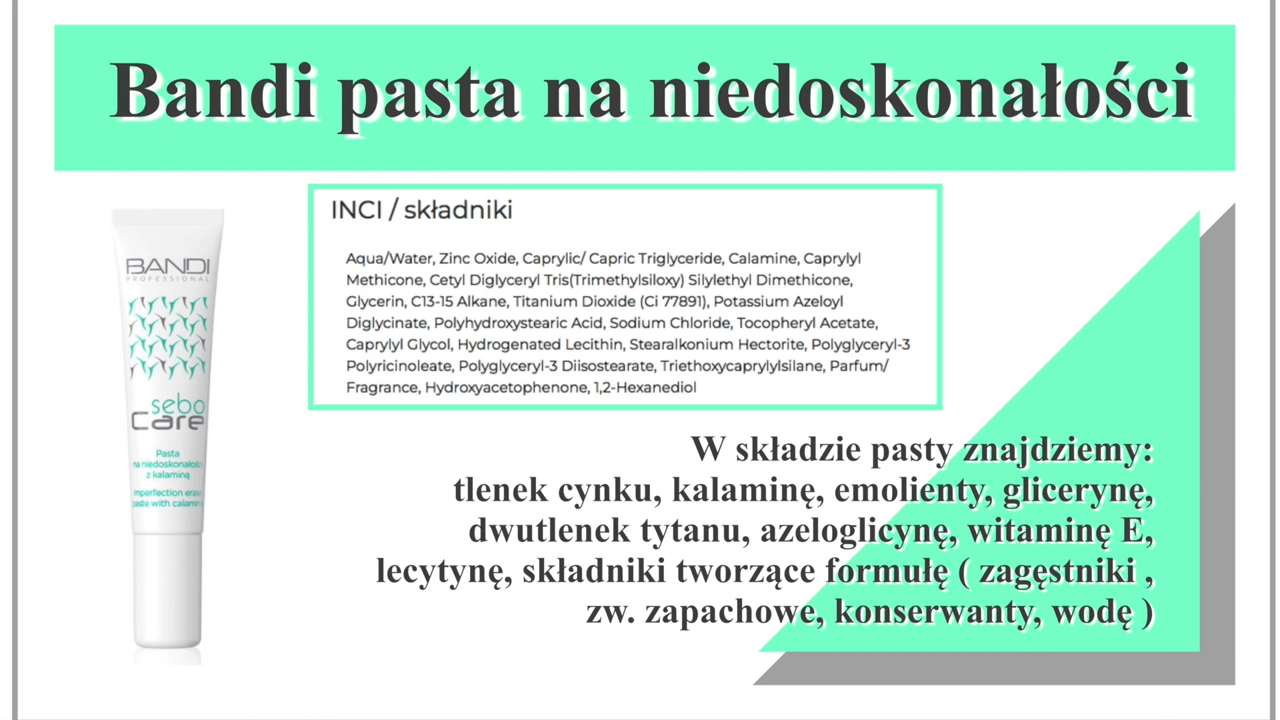 Bandi pasta na niedoskonałości
INCI / składniki
Aqua/Water, Zinc Oxide, Caprylic/ Capric Triglyceride, Calamine, Caprylyl
Methicone, Cetyl Diglyceryl Tris(Trimethylsiloxy) Silylethyl Dimethicone,
Glycerin, C13-15 Alkane, Titanium Dioxide (Ci 77891), Potassium Azeloyl
Diglycinate, Polyhydroxystearic Acid, Sodium Chloride, Tocopheryl Acetate,
Caprylyl Glycol, Hydrogenated Lecithin, Stearalkonium Hectorite, Polyglyceryl-3
Polyricinoleate, Polyglyceryl-3 Diisostearate, Triethoxycaprylylsilane, Parfum/
Fragrance, Hydroxyacetophenone, 1,2-Hexanediol
BANDI
PROFESSIONAL
sebo
Care
Pasta
na niedoskonałości
z kalaminą
imperfection erase
paste with calamine
W składzie pasty znajdziemy:
tlenek cynku, kalaminę, emolienty, glicerynę,
dwutlenek tytanu, azeloglicynę, witaminę E,
lecytynę, składniki tworzące formułę ( zagęstniki ,
zw. zapachowe, konserwanty, wodę )